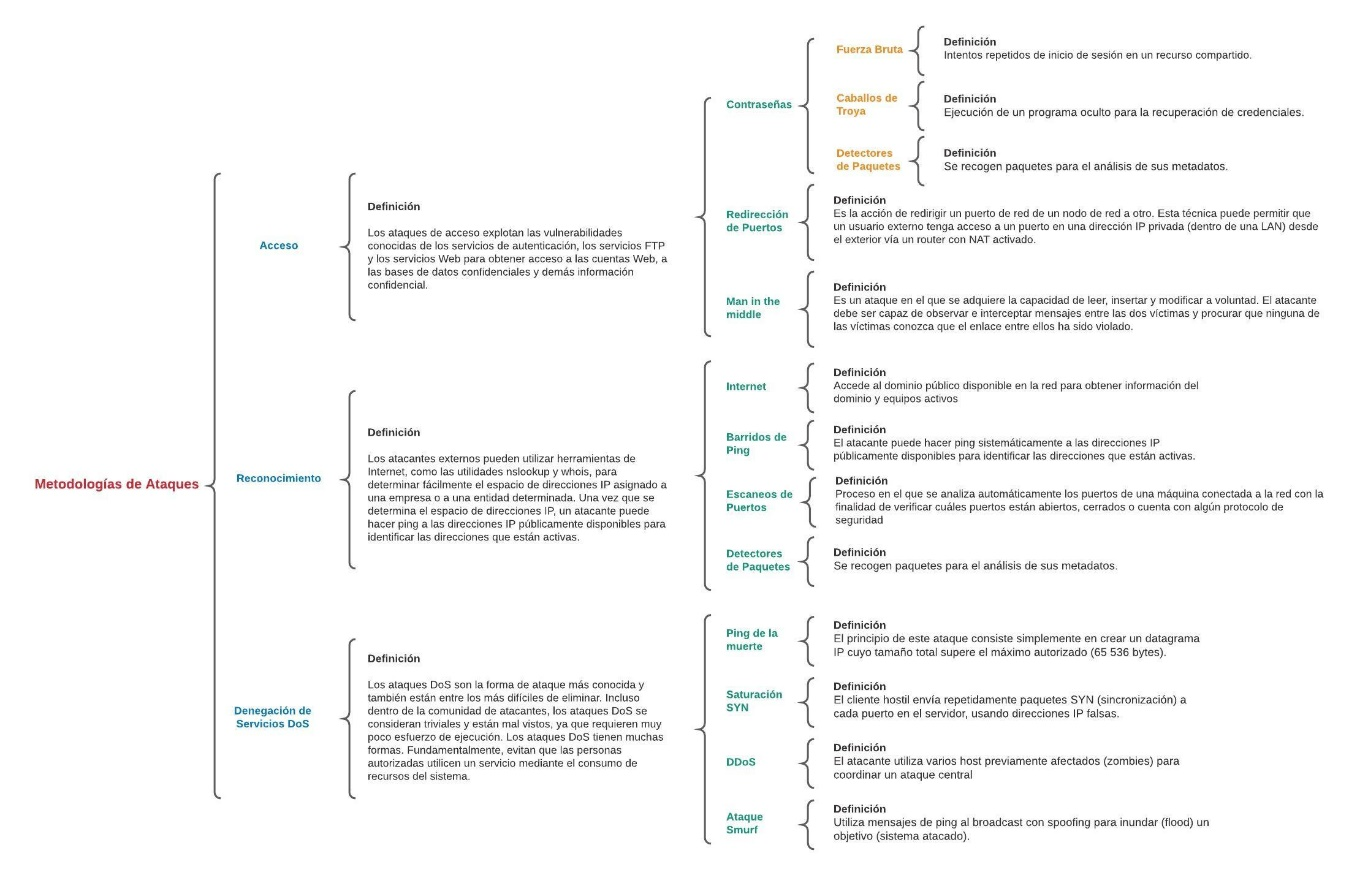 Metodologías de Ataques
Acceso
Definición
Los ataques de acceso explotan las vulnerabilidades
conocidas de los servicios de autenticación, los servicios FTP
y los servicios Web para obtener acceso a las cuentas Web, a
las bases de datos confidenciales y demás información
confidencial.
Contraseñas
Fuerza Bruta
Definición
Intentos repetidos de inicio de sesión en un recurso compartido.
Caballos de
Troya
Definición
Ejecución de un programa oculto para la recuperación de credenciales.
Detectores
de Paquetes
Definición
Se recogen paquetes para el análisis de sus metadatos.
Redirección
de Puertos
Definición
Es la acción de redirigir un puerto de red de un nodo de red a otro. Esta técnica puede permitir que
un usuario externo tenga acceso a un puerto en una dirección IP privada (dentro de una LAN) desde
el exterior vía un router con NAT activado.
Man in the
middle
Definición
Es un ataque en el que se adquiere la capacidad de leer, insertar y modificar a voluntad. El atacante
debe ser capaz de observar e interceptar mensajes entre las dos víctimas y procurar que ninguna de
las víctimas conozca que el enlace entre ellos ha sido violado.
Reconocimiento
Definición
Los atacantes externos pueden utilizar herramientas de
Internet, como las utilidades nslookup y whois, para
determinar fácilmente el espacio de direcciones IP asignado a
una empresa o a una entidad determinada. Una vez que se
determina el espacio de direcciones IP, un atacante puede
hacer ping a las direcciones IP públicamente disponibles para
identificar las direcciones que están activas.
Internet
Definición
Accede al dominio público disponible en la red para obtener información del
dominio y equipos activos
Barridos de
Ping
Definición
El atacante puede hacer ping sistemáticamente a las direcciones IP
públicamente disponibles para identificar las direcciones que están activas.
Escaneos de
Puertos
Definición
Proceso en el que se analiza automáticamente los puertos de una máquina conectada a la red con la
finalidad de verificar cuáles puertos están abiertos, cerrados o cuenta con algún protocolo de
seguridad
Detectores
de Paquetes
Definición
Se recogen paquetes para el análisis de sus metadatos.
Denegación de
Servicios DoS
Definición
Los ataques DoS son la forma de ataque más conocida y
también están entre los más difíciles de eliminar. Incluso
dentro de la comunidad de atacantes, los ataques DoS se
consideran triviales y están mal vistos, ya que requieren muy
poco esfuerzo de ejecución. Los ataques DoS tienen muchas
formas. Fundamentalmente, evitan que las personas
autorizadas utilicen un servicio mediante el consumo de
recursos del sistema.
Ping de la
muerte
Definición
El principio de este ataque consiste simplemente en crear un datagrama
IP cuyo tamaño total supere el máximo autorizado (65 536 bytes).
Saturación
SYN
Definición
El cliente hostil envía repetidamente paquetes SYN (sincronización) a
cada puerto en el servidor, usando direcciones IP falsas.
DDoS
Definición
El atacante utiliza varios host previamente afectados (zombies) para
coordinar un ataque central
Ataque
Smurf
Definición
Utiliza mensajes de ping al broadcast con spoofing para inundar (flood) un
objetivo (sistema atacado).